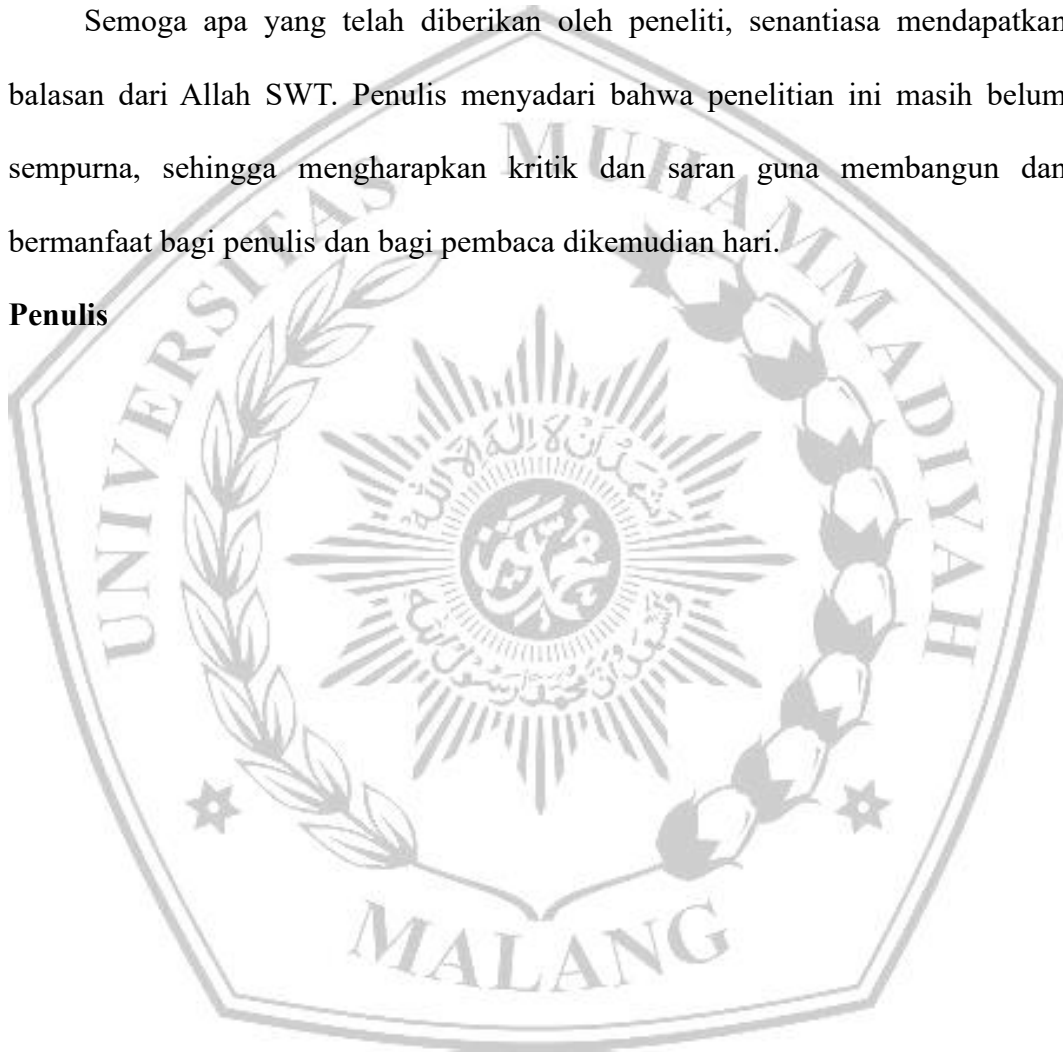 Semoga apa yang telah diberikan oleh peneliti, senantiasa mendapatkan
balasan dari Allah SWT. Penulis menyadari bahwa penelitian ini masih belum
sempurna, sehingga mengharapkan kritik dan saran guna membangun dan
bermanfaat bagi penulis dan bagi pembaca dikemudian hari.
Penulis
UNIVERSITAS MUHAMMADIYAH
MALANG